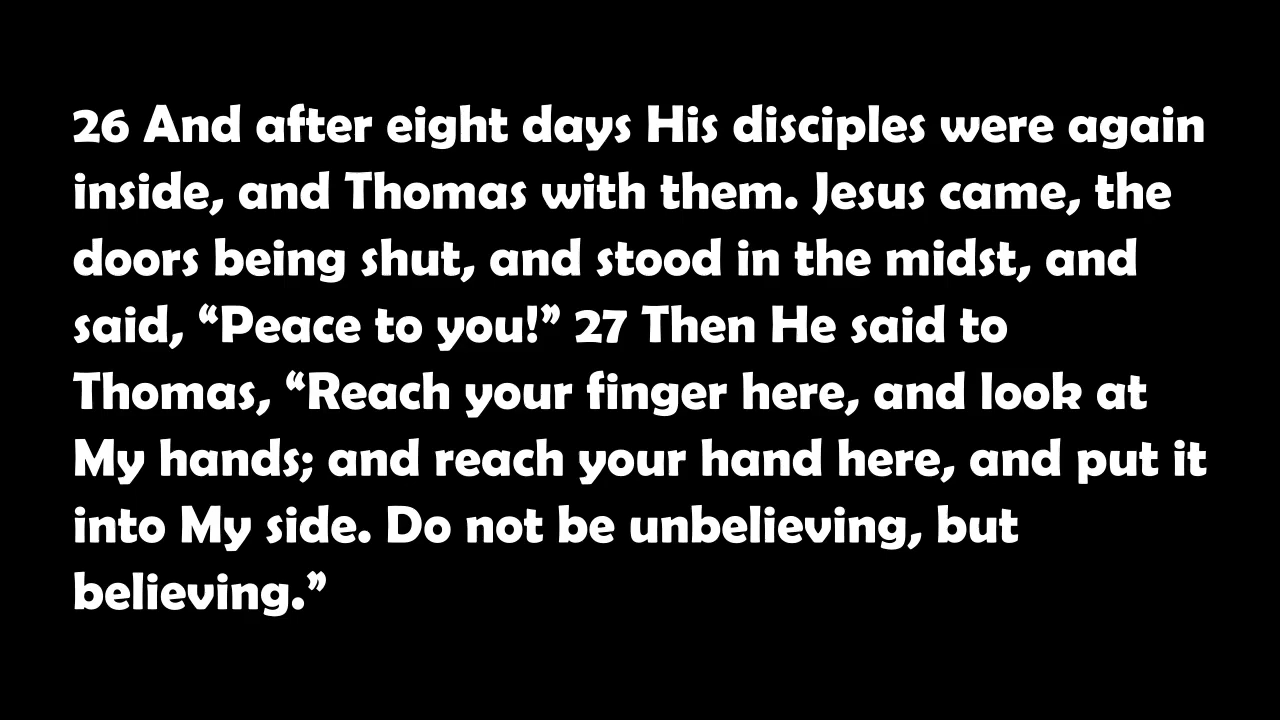 26 And after eight days His disciples were again
inside, and Thomas with them. Jesus came, the
doors being shut, and stood in the midst, and
said, “Peace to you!” 27 Then He said to
Thomas, “Reach your finger here, and look at
My hands; and reach your hand here, and put it
into My side. Do not be unbelieving, but
believing.”